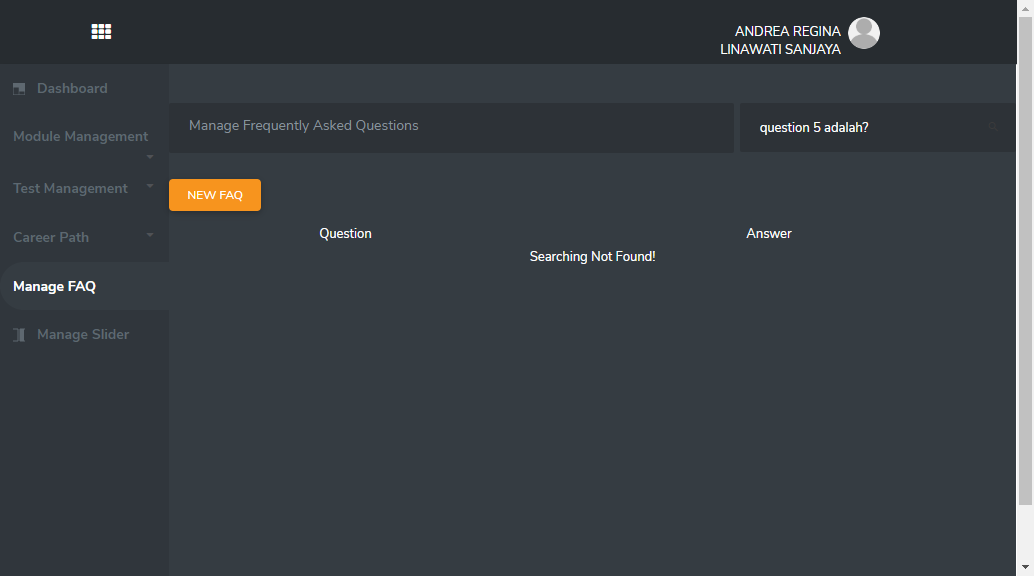 ANDREA REGINA
LINAWATI SANJAYA
Dashboard
Module Management
Test Management
Career Path
Manage FAQ
Manage Slider
Manage Frequently Asked Questions
question 5 adalah?
NEW FAQ
Question Answer
Searching Not Found!